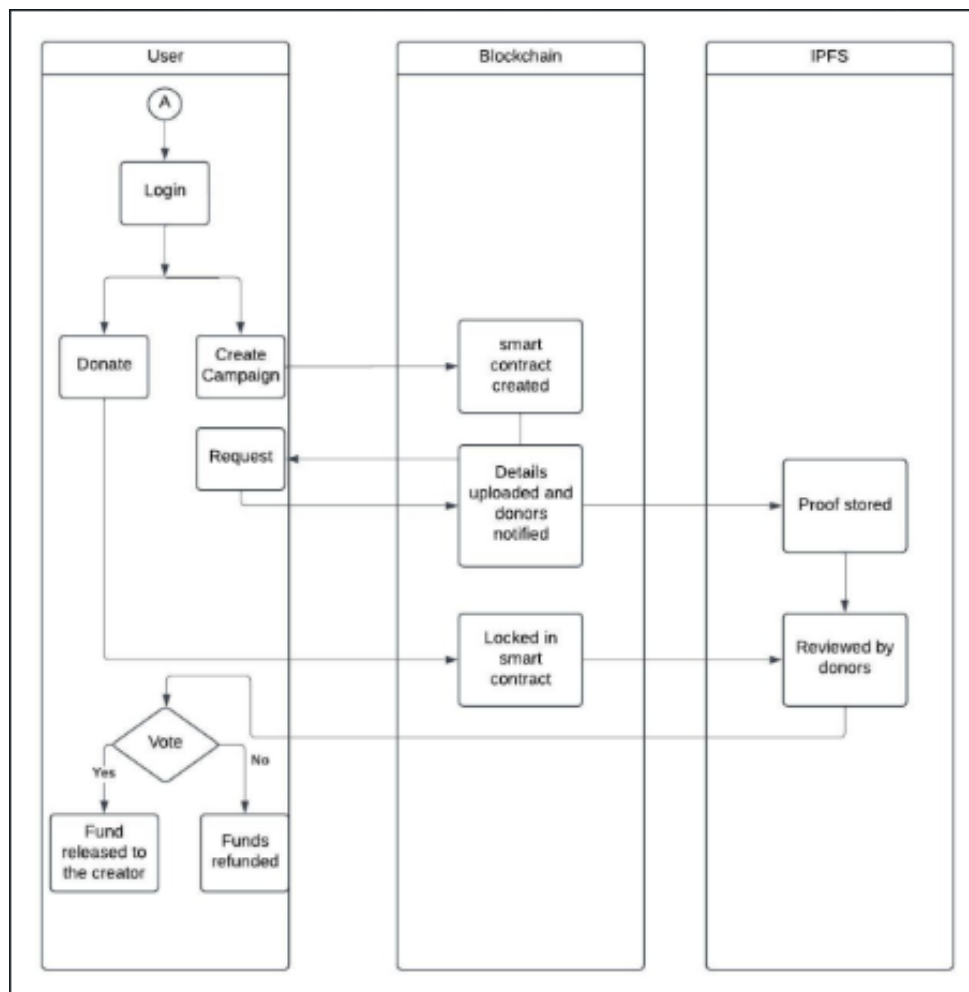 User
Blockchain
IPFS
A
Login
Donate
Create
Campaign
smart
contract
created
Request
Details
uploaded and
donors
notified
Proof stored
Locked in
smart
contract
Reviewed by
donors
Vote
Yes
No
Fund
released to
the creator
Funds
refunded